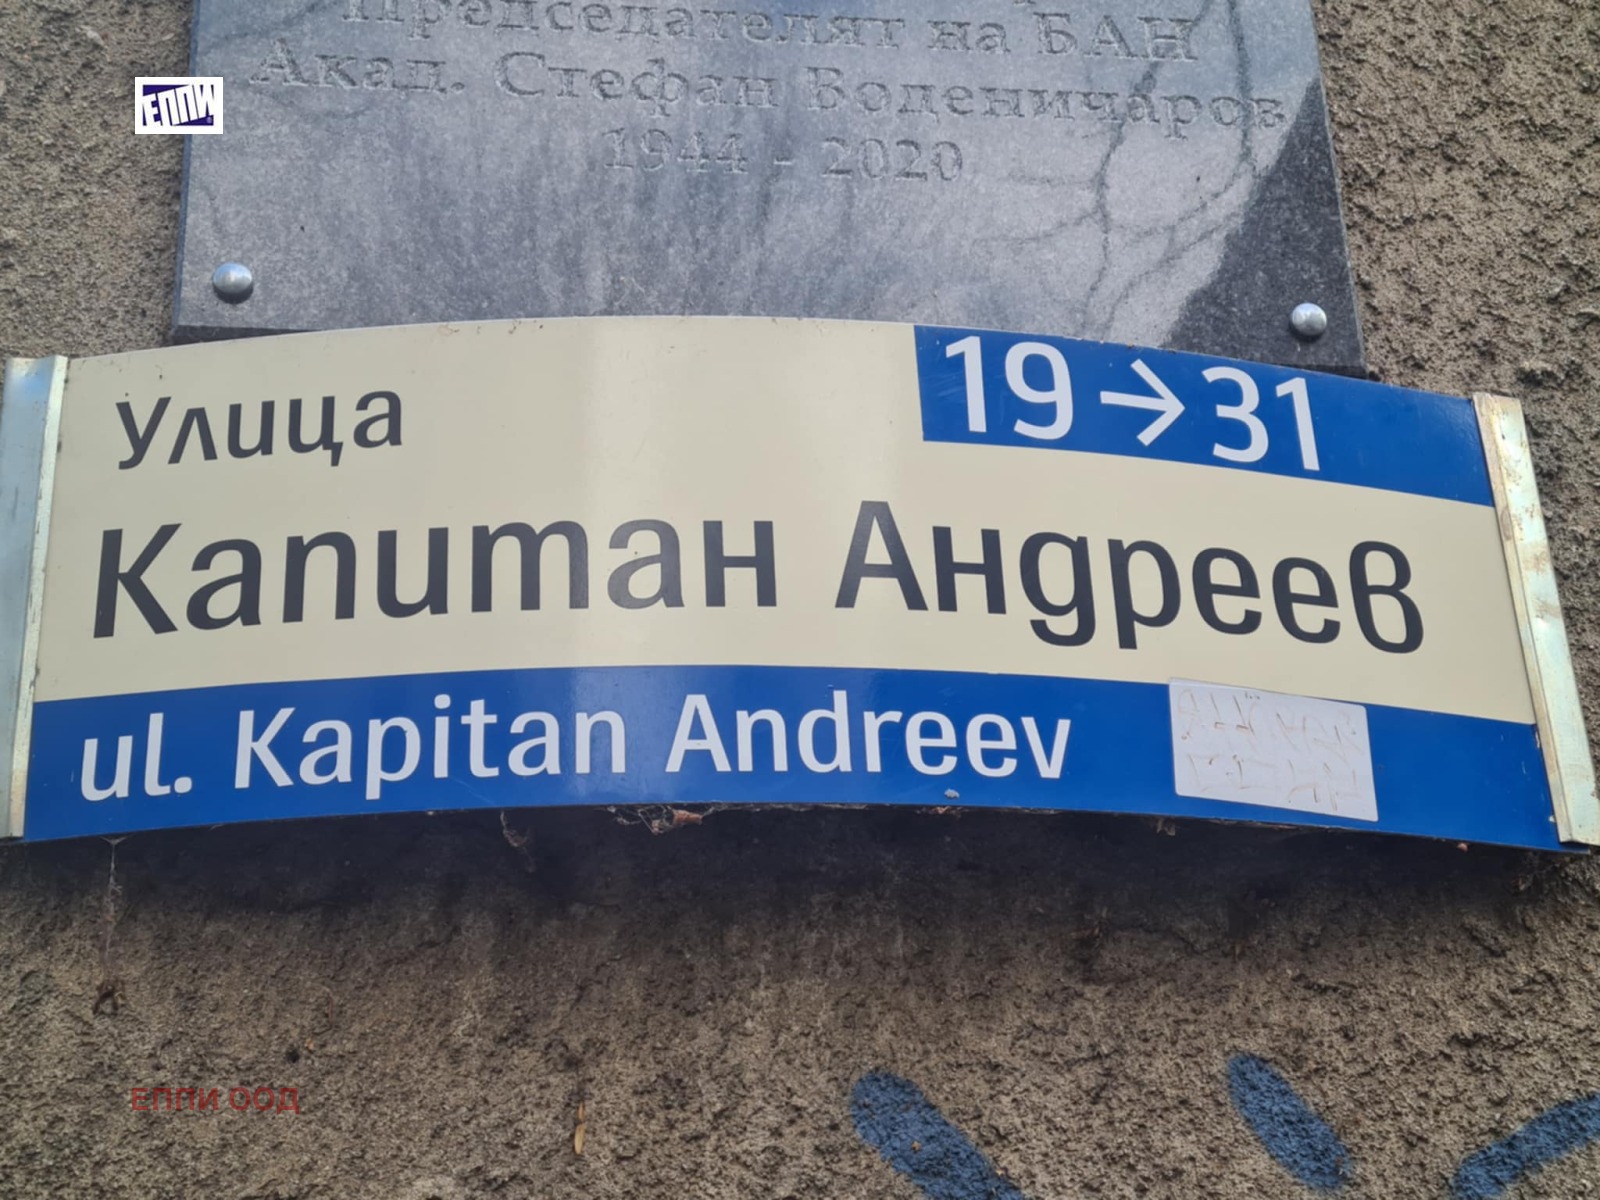 Председателят на БАН
Акад. Стефан Воденичаров
1944 - 2020
ЕППИ
19→31
Улица
Капитан Андреев
ul. Kapitan Andreev
ЕППИ ООД